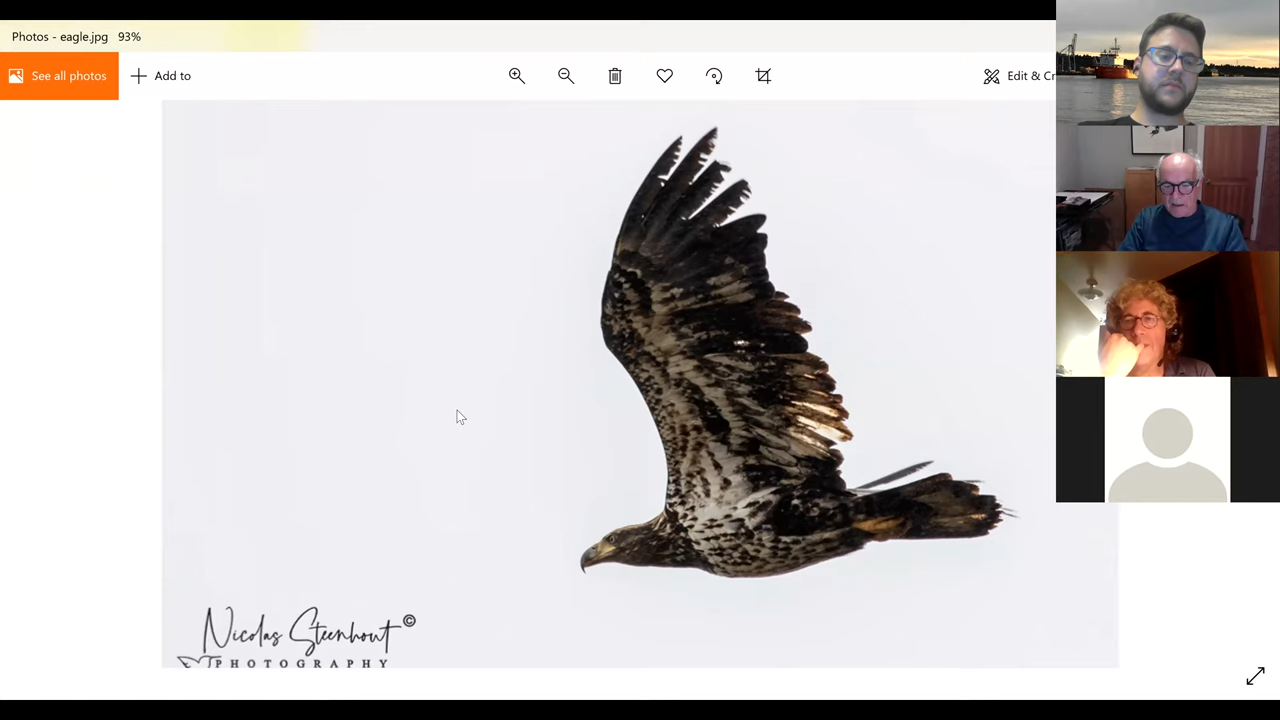 Photos - eagle.jpg 93%
See all photos
Add to
Edit & Cr
Nicolas Steenhout ©
PHOTOGRAPHY